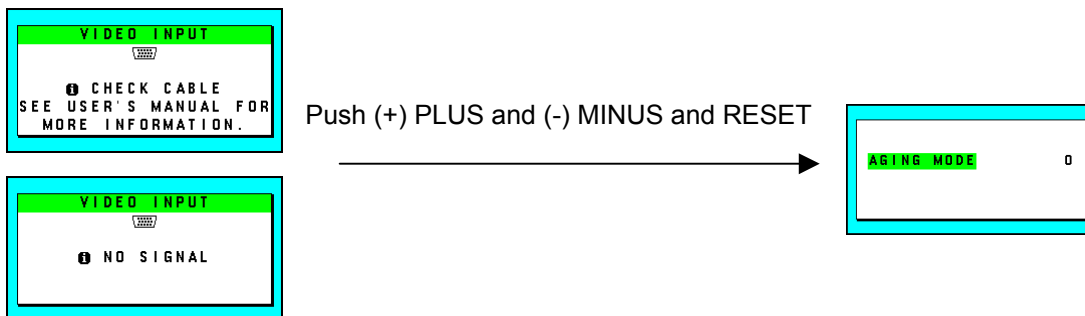 VIDEO INPUT
CHECK CABLE
SEE USER'S MANUAL FOR
MORE INFORMATION.
Push (+) PLUS and (-) MINUS and RESET
AGING MODE 0
VIDEO INPUT
NO SIGNAL